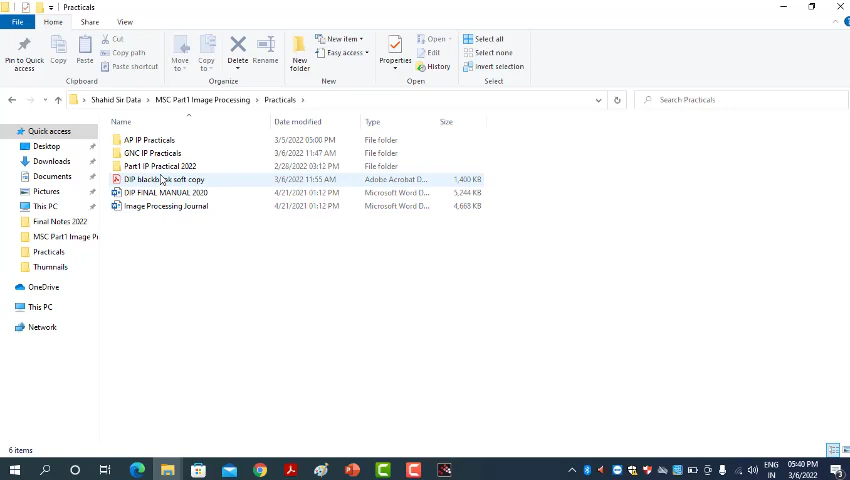 Practicals
File Home Share View
Pin to Quick access
Copy
Paste
Cut
Copy path
Paste shortcut
Clipboard
Move to
Copy to
Delete
Rename
Organize
New folder
New item
Easy access
New
Properties
Open
Edit
History
Open
Select all
Select none
Invert selection
Select
Shahid Sir Data > MSC Part1 Image Processing > Practicals >
Search Practicals
Name Date modified Type Size
AP IP Practicals 3/5/2022 05:00 PM File folder
GNC IP Practicals 3/6/2022 11:47 AM File folder
Part1 IP Practical 2022 2/28/2022 03:12 PM File folder
DIP blackbook soft copy 3/6/2022 11:55 AM Adobe Acrobat D... 1,400 KB
DIP FINAL MANUAL 2020 4/21/2021 01:12 PM Microsoft Word D... 5,244 KB
Image Processing Journal 4/21/2021 01:12 PM Microsoft Word D... 4,668 KB
Quick access
Desktop
Downloads
Documents
Pictures
This PC
Final Notes 2022
MSC Part1 Image Pr
Practicals
Thumnails
OneDrive
This PC
Network
6 items
ENG
IN
05:40 PM
3/6/2022
3